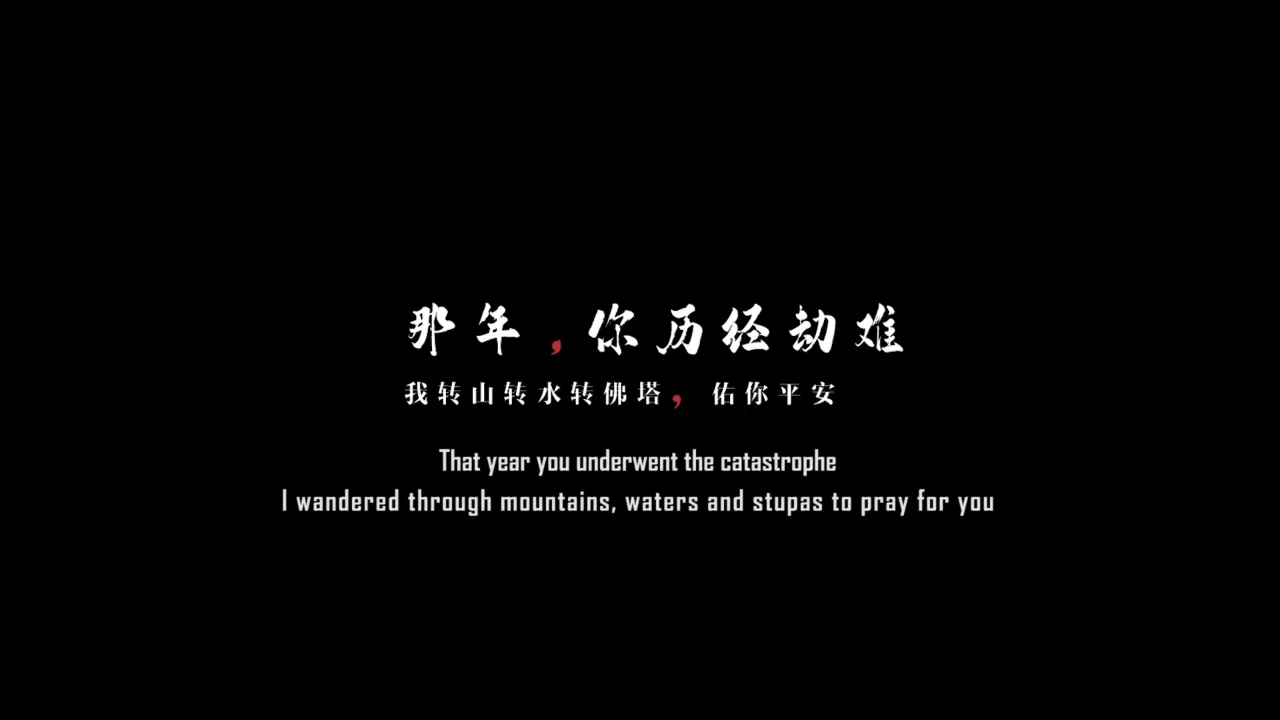 那年，你历经劫难
我转山转水转佛塔，佑你平安
That year you underwent the catastrophe
I wandered through mountains, waters and stupas to pray for you